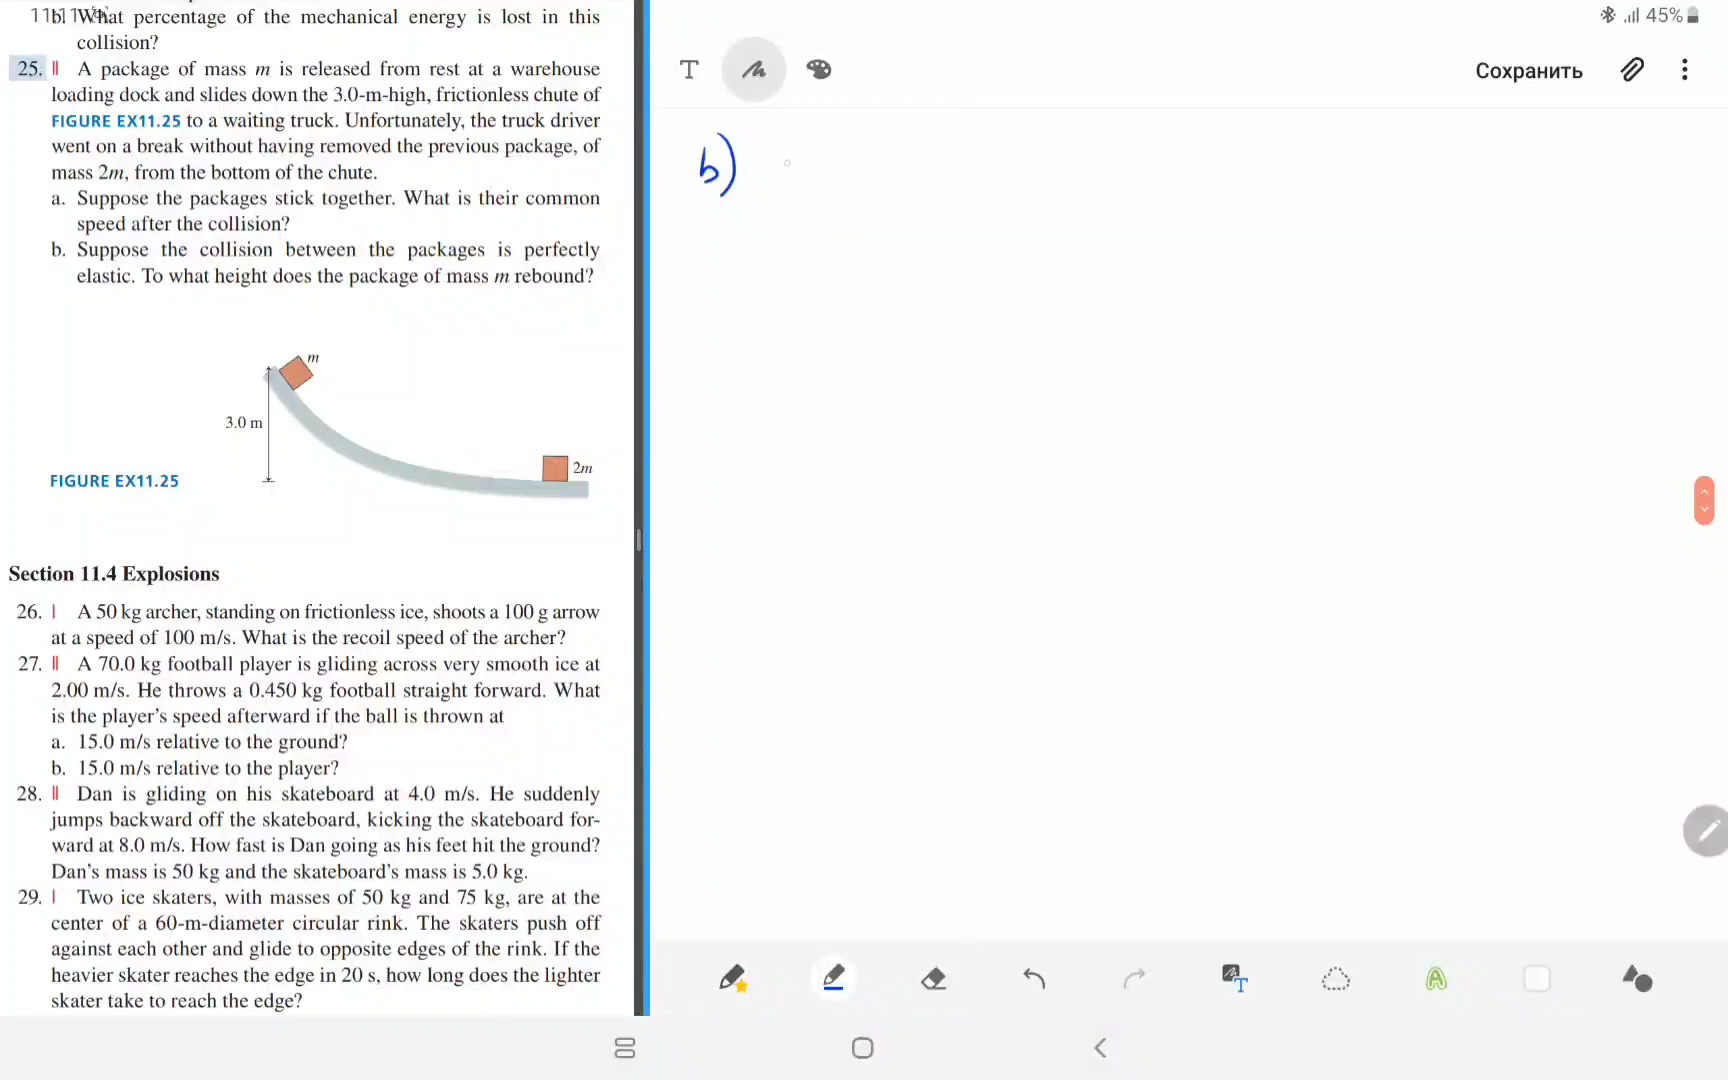 b. What percentage of the mechanical energy is lost in this
collision?
25. || A package of mass m is released from rest at a warehouse
loading dock and slides down the 3.0-m-high, frictionless chute of
FIGURE EX11.25 to a waiting truck. Unfortunately, the truck driver
went on a break without having removed the previous package, of
mass 2m, from the bottom of the chute.
a. Suppose the packages stick together. What is their common
speed after the collision?
b. Suppose the collision between the packages is perfectly
elastic. To what height does the package of mass m rebound?
m
3.0 m
2m
FIGURE EX11.25
Section 11.4 Explosions
26. | A 50 kg archer, standing on frictionless ice, shoots a 100 g arrow
at a speed of 100 m/s. What is the recoil speed of the archer?
27. || A 70.0 kg football player is gliding across very smooth ice at
2.00 m/s. He throws a 0.450 kg football straight forward. What
is the player's speed afterward if the ball is thrown at
a. 15.0 m/s relative to the ground?
b. 15.0 m/s relative to the player?
28. || Dan is gliding on his skateboard at 4.0 m/s. He suddenly
jumps backward off the skateboard, kicking the skateboard for-
ward at 8.0 m/s. How fast is Dan going as his feet hit the ground?
Dan's mass is 50 kg and the skateboard's mass is 5.0 kg.
29. | Two ice skaters, with masses of 50 kg and 75 kg, are at the
center of a 60-m-diameter circular rink. The skaters push off
against each other and glide to opposite edges of the rink. If the
heavier skater reaches the edge in 20 s, how long does the lighter
skater take to reach the edge?
45%
T
Сохранить
b)
T
A